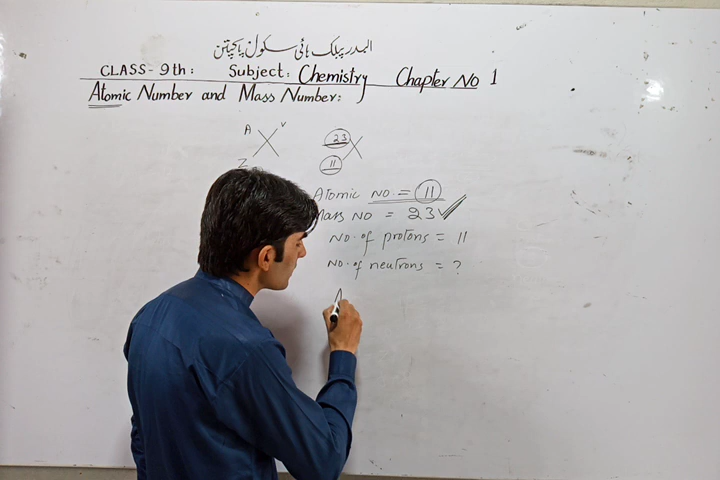 البدر پبلک ہائی سکول پاکپتن
CLASS - 9th: Subject: Chemistry Chapter No 1
Atomic Number and Mass Number:
A X Y
Z
23 X
11
Atomic NO = 11
Mass NO = 23 ✓
NO. of protons = 11
NO. of neutrons = ?
A